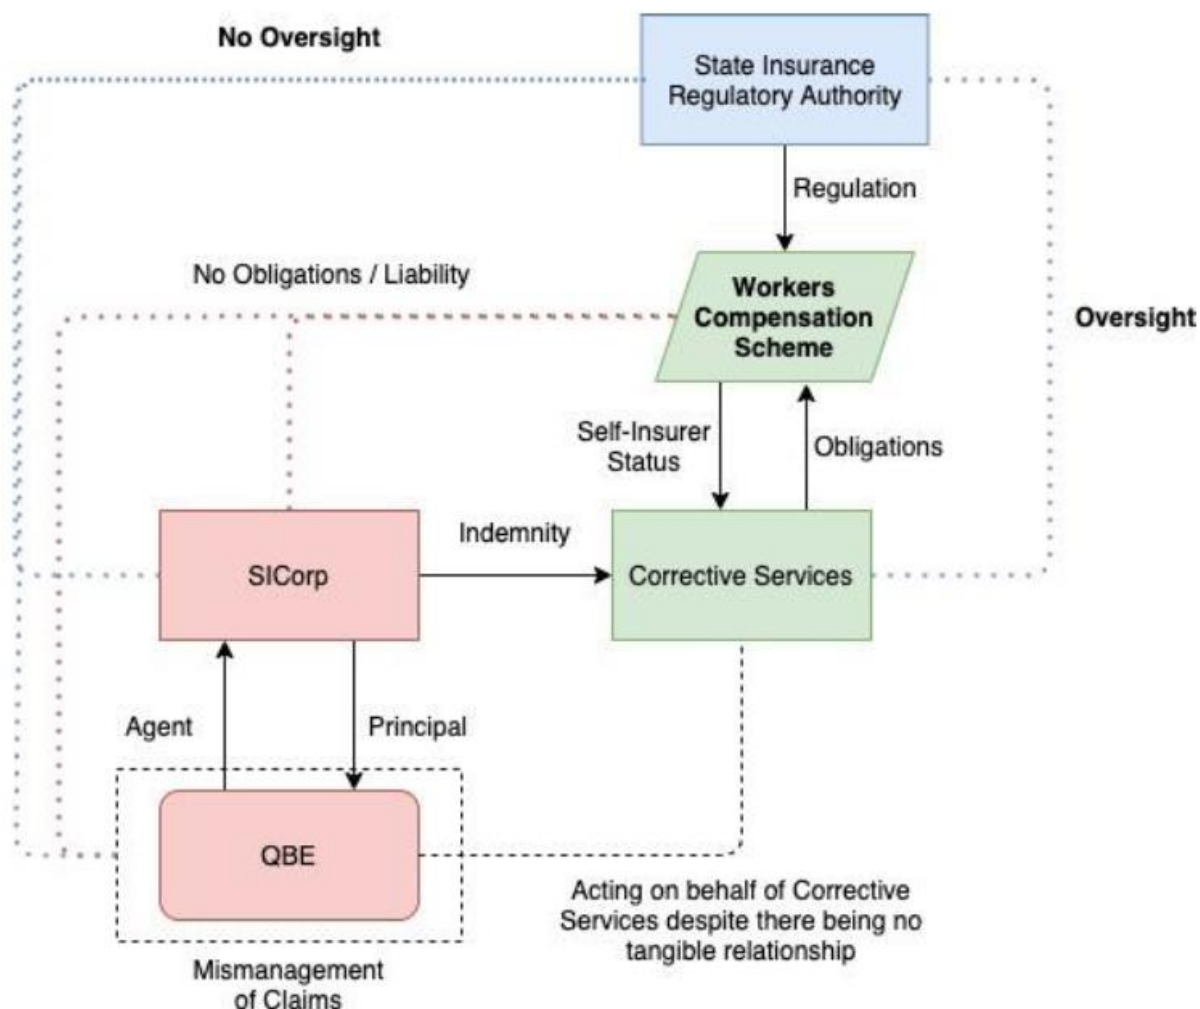 No Oversight
State Insurance
Regulatory Authority
Regulation
No Obligations / Liability
Workers
Compensation
Scheme
Oversight
Self-Insurer
Status
Obligations
SICorp
Indemnity
Corrective Services
Agent
Principal
QBE
Acting on behalf of Corrective
Services despite there being no
tangible relationship
Mismanagement
of Claims